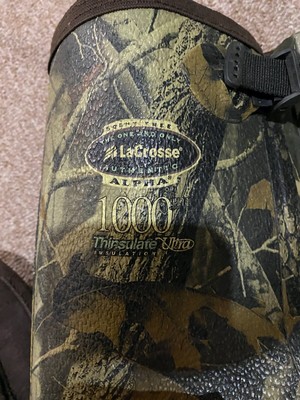 THE ONE AND ONLY
LaCrosse®
AUTHENTIC
ALPHA®
1000
Thinsulate Ultra
INSULATION